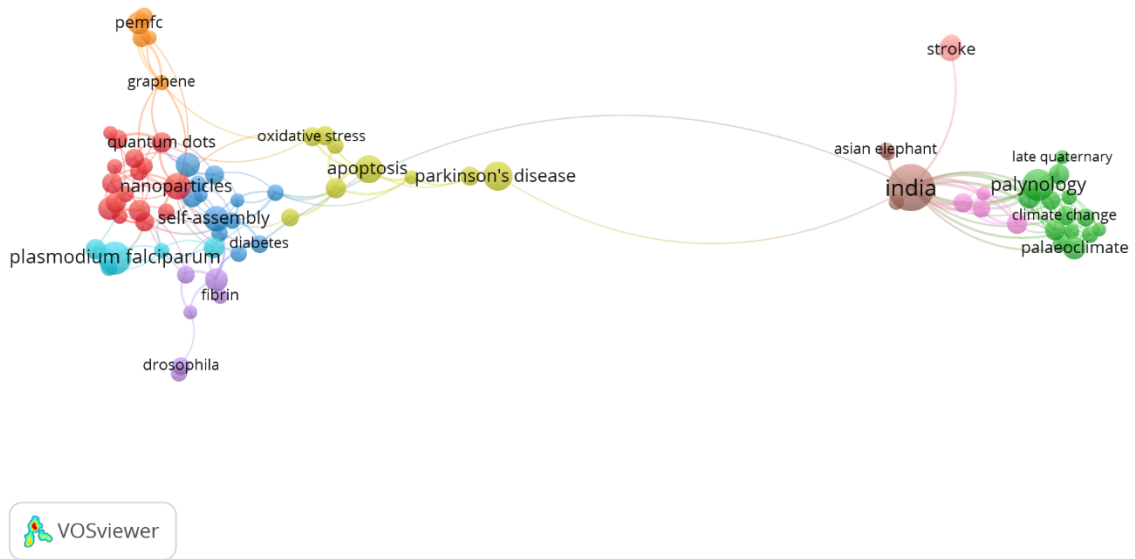 pemfc
stroke
graphene
oxidative stress
quantum dots
asian elephant
late quaternary
apoptosis
parkinson's disease
nanoparticles
india
palynology
self-assembly
climate change
diabetes
palaeoclimate
plasmodium falciparum
fibrin
drosophila
VOSviewer